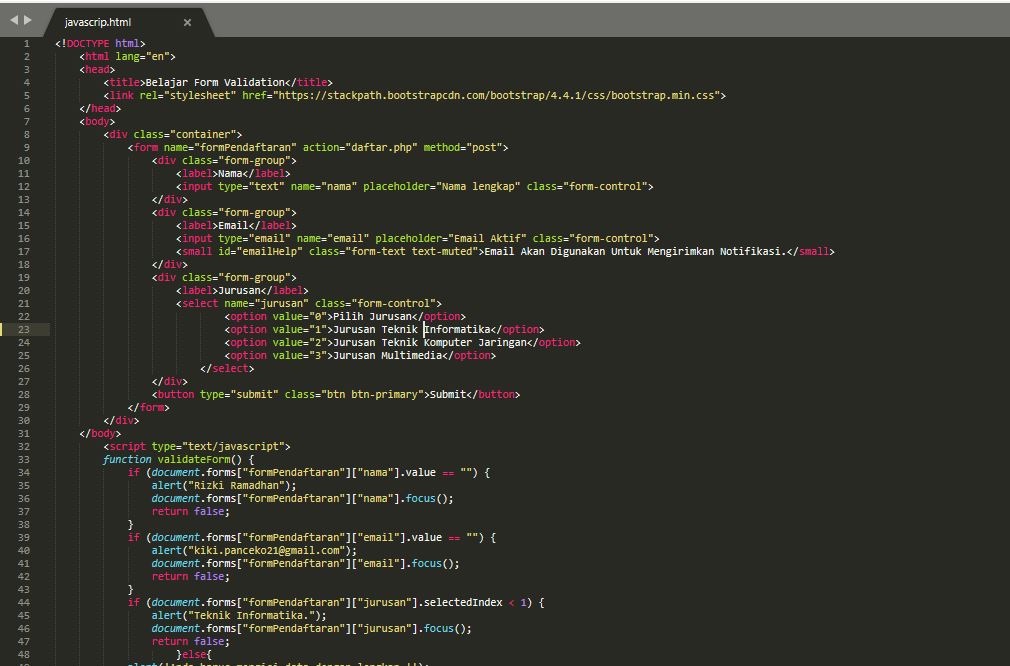 javascrip.html
1 <!DOCTYPE html>
2 <html lang="en">
3 <head>
4 <title>Belajar Form Validation</title>
5 <link rel="stylesheet" href="https://stackpath.bootstrapcdn.com/bootstrap/4.4.1/css/bootstrap.min.css">
6 </head>
7 <body>
8 <div class="container">
9 <form name="formPendaftaran" action="daftar.php" method="post">
10 <div class="form-group">
11 <label>Nama</label>
12 <input type="text" name="nama" placeholder="Nama lengkap" class="form-control">
13 </div>
14 <div class="form-group">
15 <label>Email</label>
16 <input type="email" name="email" placeholder="Email Aktif" class="form-control">
17 <small id="emailHelp" class="form-text text-muted">Email Akan Digunakan Untuk Mengirimkan Notifikasi.</small>
18 </div>
19 <div class="form-group">
20 <label>Jurusan</label>
21 <select name="jurusan" class="form-control">
22 <option value="0">Pilih Jurusan</option>
23 <option value="1">Jurusan Teknik Informatika</option>
24 <option value="2">Jurusan Teknik Komputer Jaringan</option>
25 <option value="3">Jurusan Multimedia</option>
26 </select>
27 </div>
28 <button type="submit" class="btn btn-primary">Submit</button>
29 </form>
30 </div>
31 </body>
32 <script type="text/javascript">
33 function validateForm() {
34 if (document.forms["formPendaftaran"]["nama"].value == "") {
35 alert("Rizki Ramadhan");
36 document.forms["formPendaftaran"]["nama"].focus();
37 return false;
38 }
39 if (document.forms["formPendaftaran"]["email"].value == "") {
40 alert("kiki.panceko21@gmail.com");
41 document.forms["formPendaftaran"]["email"].focus();
42 return false;
43 }
44 if (document.forms["formPendaftaran"]["jurusan"].selectedIndex < 1) {
45 alert("Teknik Informatika.");
46 document.forms["formPendaftaran"]["jurusan"].focus();
47 return false;
48 }else{